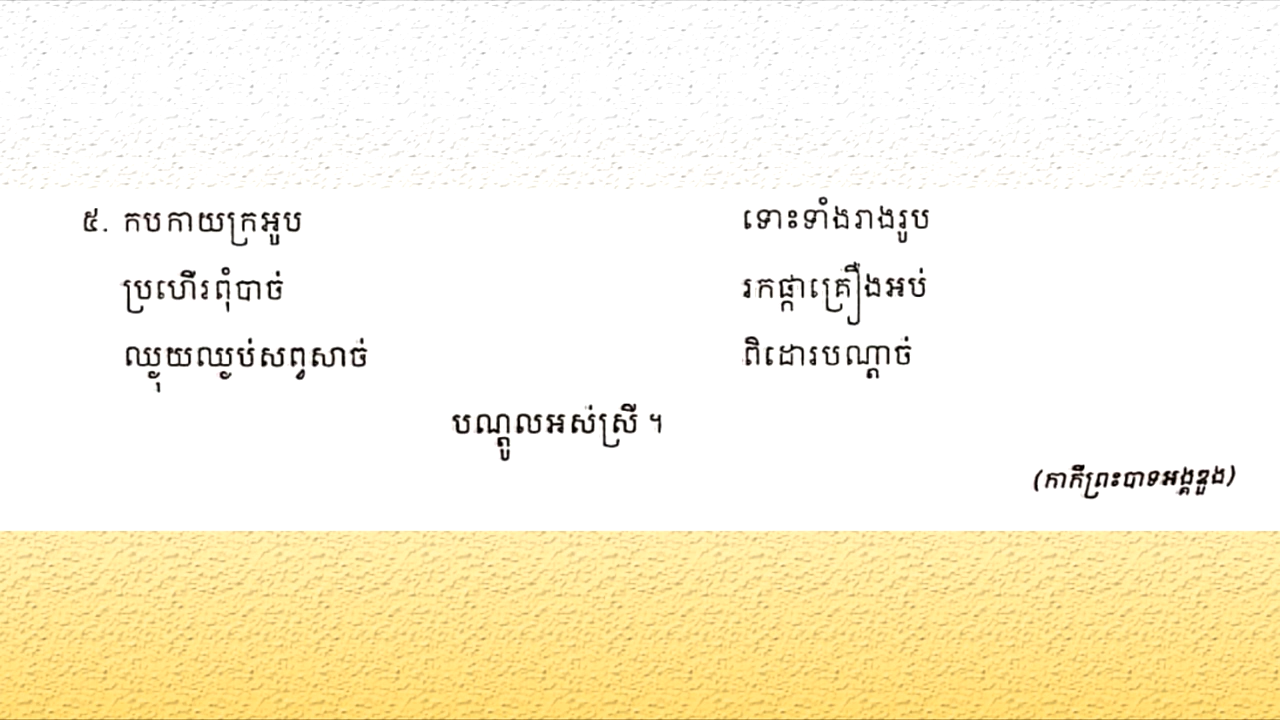 ៥. កបកាយក្រអូប ទោះទាំងរាងរូប
ប្រហើរពុំបាច់ រកផ្កាគ្រឿងអប់
ឈ្លុយឈ្លប់សព្វសាច់ ពិដោរបណ្ដាច់
បណ្ដូលអស់ស្រី ។
(កាកីព្រះបាទអង្គឌួង)